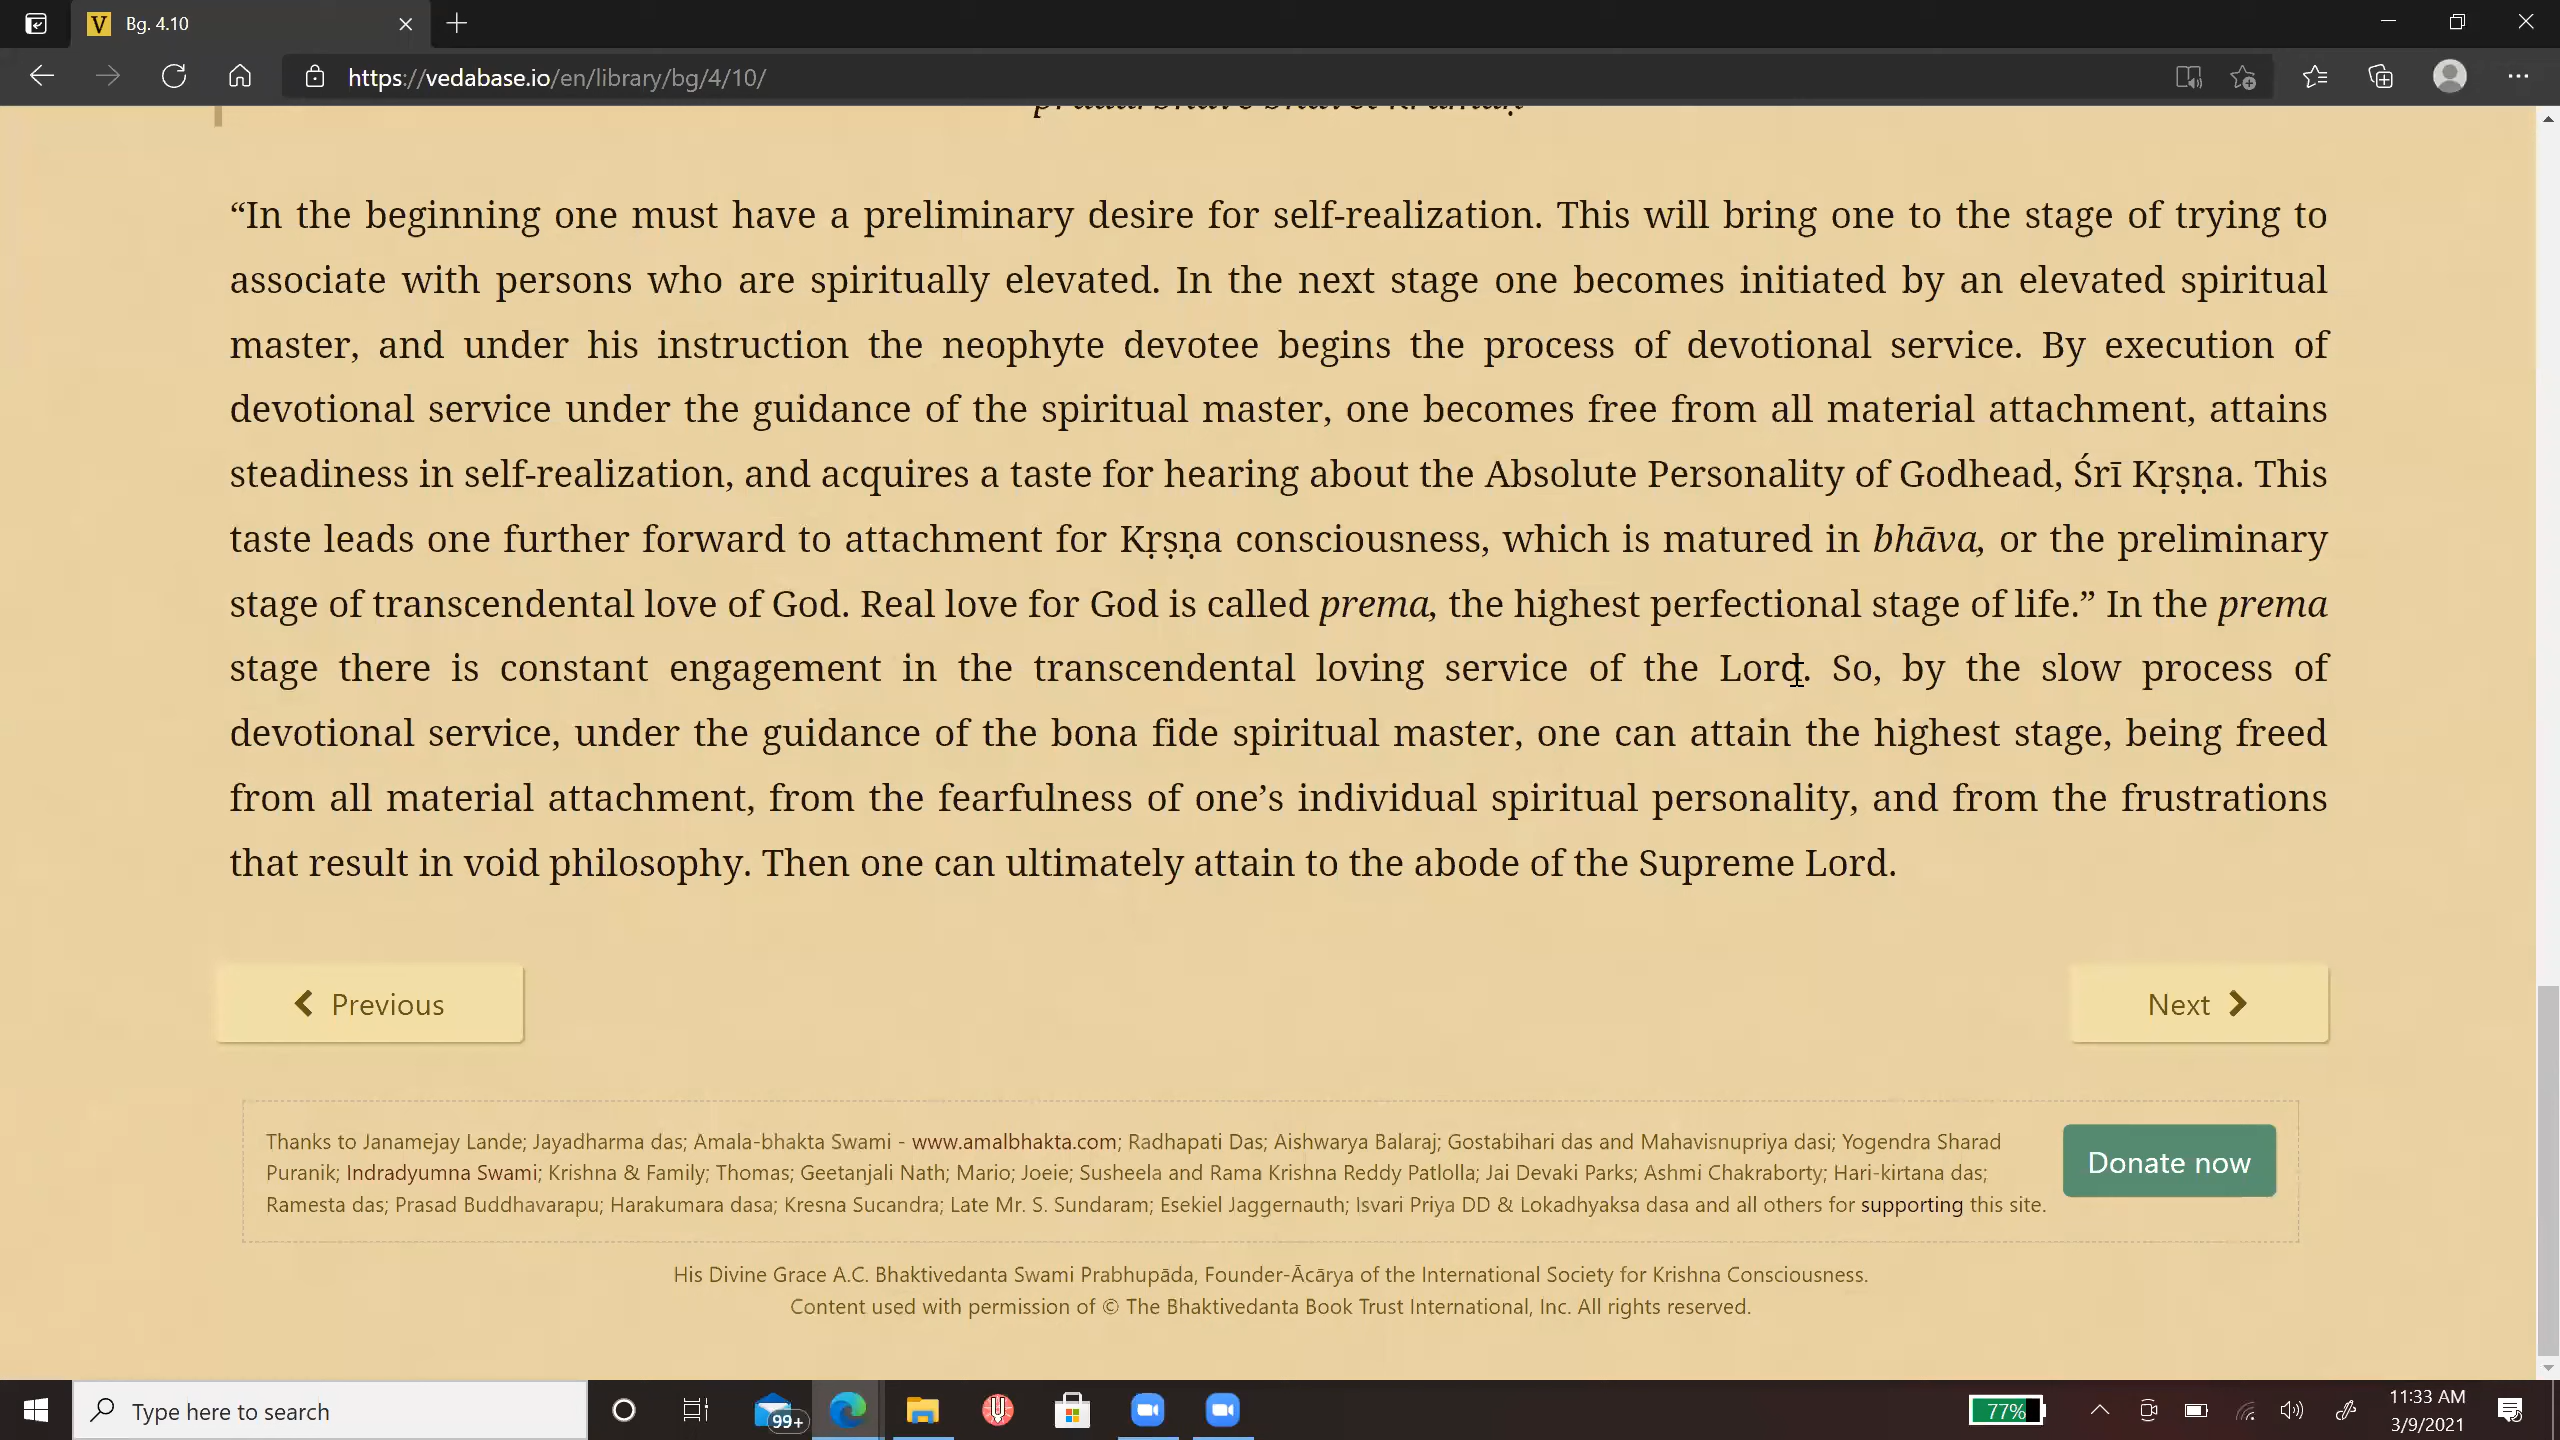 Bg. 4.10
https://vedabase.io/en/library/bg/4/10/
“In the beginning one must have a preliminary desire for self-realization. This will bring one to the stage of trying to
associate with persons who are spiritually elevated. In the next stage one becomes initiated by an elevated spiritual
master, and under his instruction the neophyte devotee begins the process of devotional service. By execution of
devotional service under the guidance of the spiritual master, one becomes free from all material attachment, attains
steadiness in self-realization, and acquires a taste for hearing about the Absolute Personality of Godhead, Śrī Kṛṣṇa. This
taste leads one further forward to attachment for Kṛṣṇa consciousness, which is matured in bhāva, or the preliminary
stage of transcendental love of God. Real love for God is called prema, the highest perfectional stage of life.” In the prema
stage there is constant engagement in the transcendental loving service of the Lord. So, by the slow process of
devotional service, under the guidance of the bona fide spiritual master, one can attain the highest stage, being freed
from all material attachment, from the fearfulness of one’s individual spiritual personality, and from the frustrations
that result in void philosophy. Then one can ultimately attain to the abode of the Supreme Lord.
Previous
Next
Thanks to Janamejay Lande; Jayadharma das; Amala-bhakta Swami - www.amalbhakta.com; Radhapati Das; Aishwarya Balaraj; Gostabihari das and Mahavisnupriya dasi; Yogendra Sharad
Puranik; Indradyumna Swami; Krishna & Family; Thomas; Geetanjali Nath; Mario; Joeie; Susheela and Rama Krishna Reddy Patlolla; Jai Devaki Parks; Ashmi Chakraborty; Hari-kirtana das;
Ramesta das; Prasad Buddhavarapu; Harakumara dasa; Kresna Sucandra; Late Mr. S. Sundaram; Esekiel Jaggernauth; Isvari Priya DD & Lokadhyaksa dasa and all others for supporting this site.
Donate now
His Divine Grace A.C. Bhaktivedanta Swami Prabhupāda, Founder-Ācārya of the International Society for Krishna Consciousness.
Content used with permission of © The Bhaktivedanta Book Trust International, Inc. All rights reserved.
Type here to search
99+
77%
11:33 AM
3/9/2021